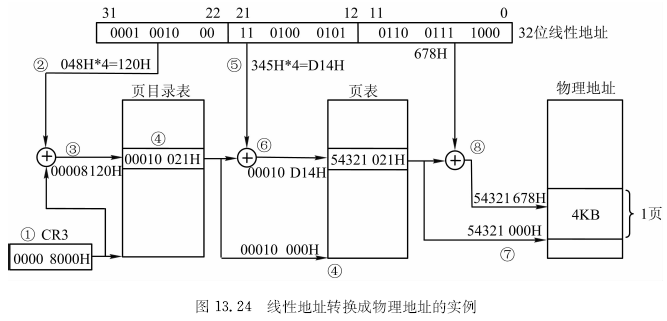 31 22 21 12 11 0
0001 0010 00 11 0100 0101 0110 0111 1000 32位线性地址
② 048H*4=120H ⑤ 345H*4=D14H 678H
页目录表 页表 物理地址
③ ④ ⑥ ⑧
00008120H 00010 021H 00010 D14H 54321 021H
54321 678H
4KB 1页
① CR3 00010 000H 54321 000H
0000 8000H ④ ⑦
图 13.24 线性地址转换成物理地址的实例